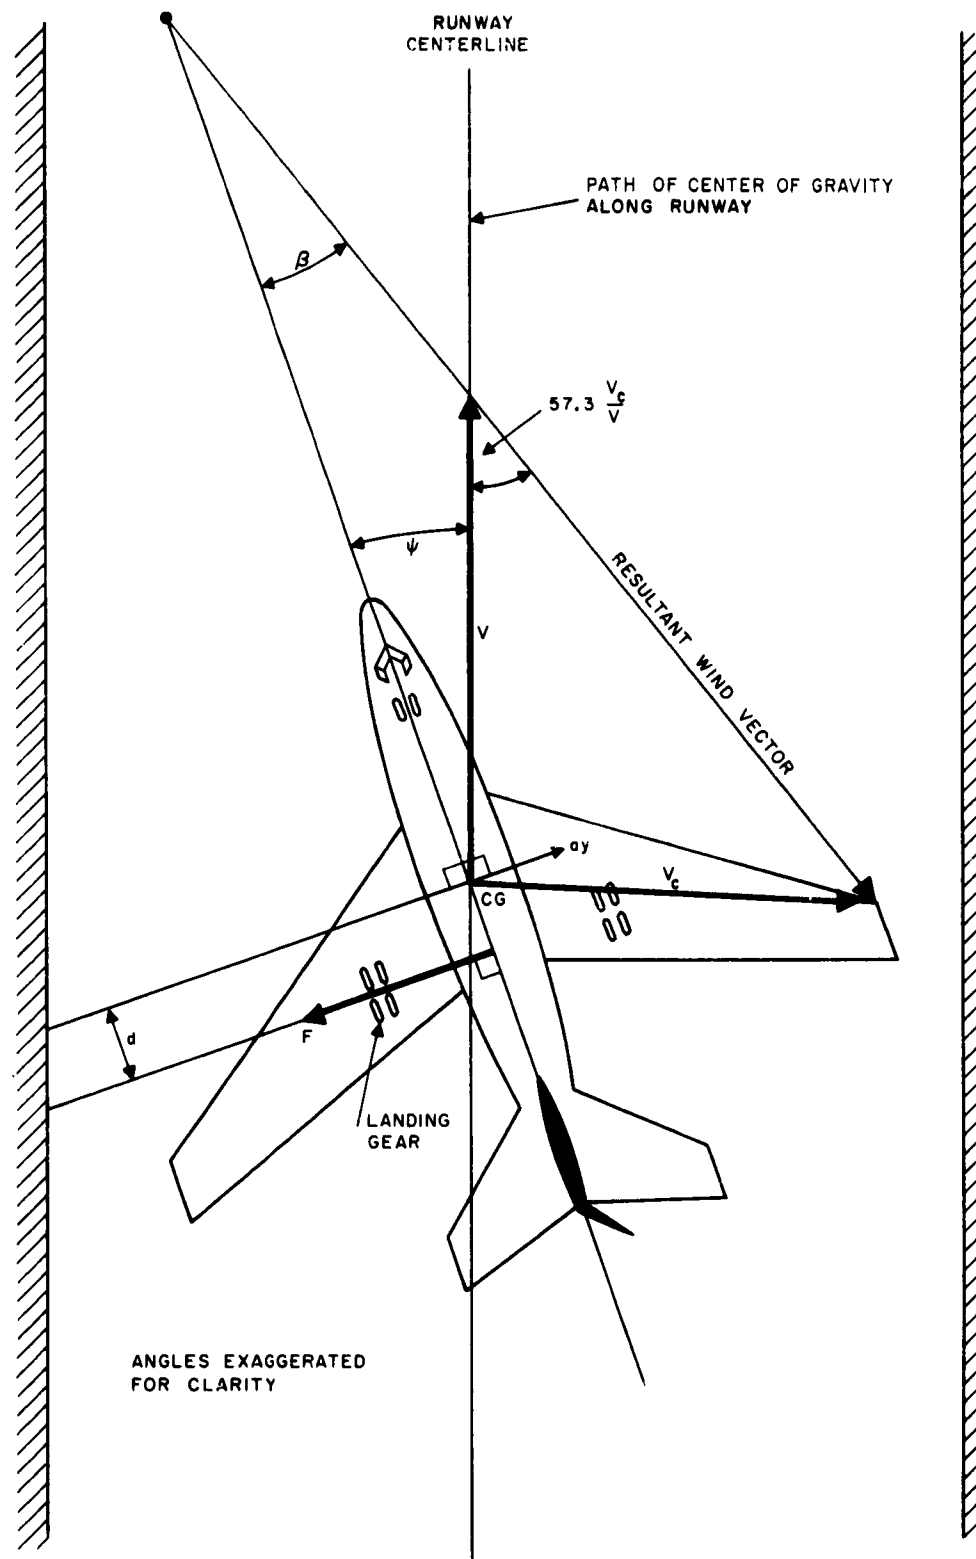 RUNWAY
CENTERLINE
PATH OF CENTER OF GRAVITY
ALONG RUNWAY
β
57.3 Vc/V
ψ
V
RESULTANT WIND VECTOR
ay
Vc
CG
F
d
LANDING
GEAR
ANGLES EXAGGERATED
FOR CLARITY